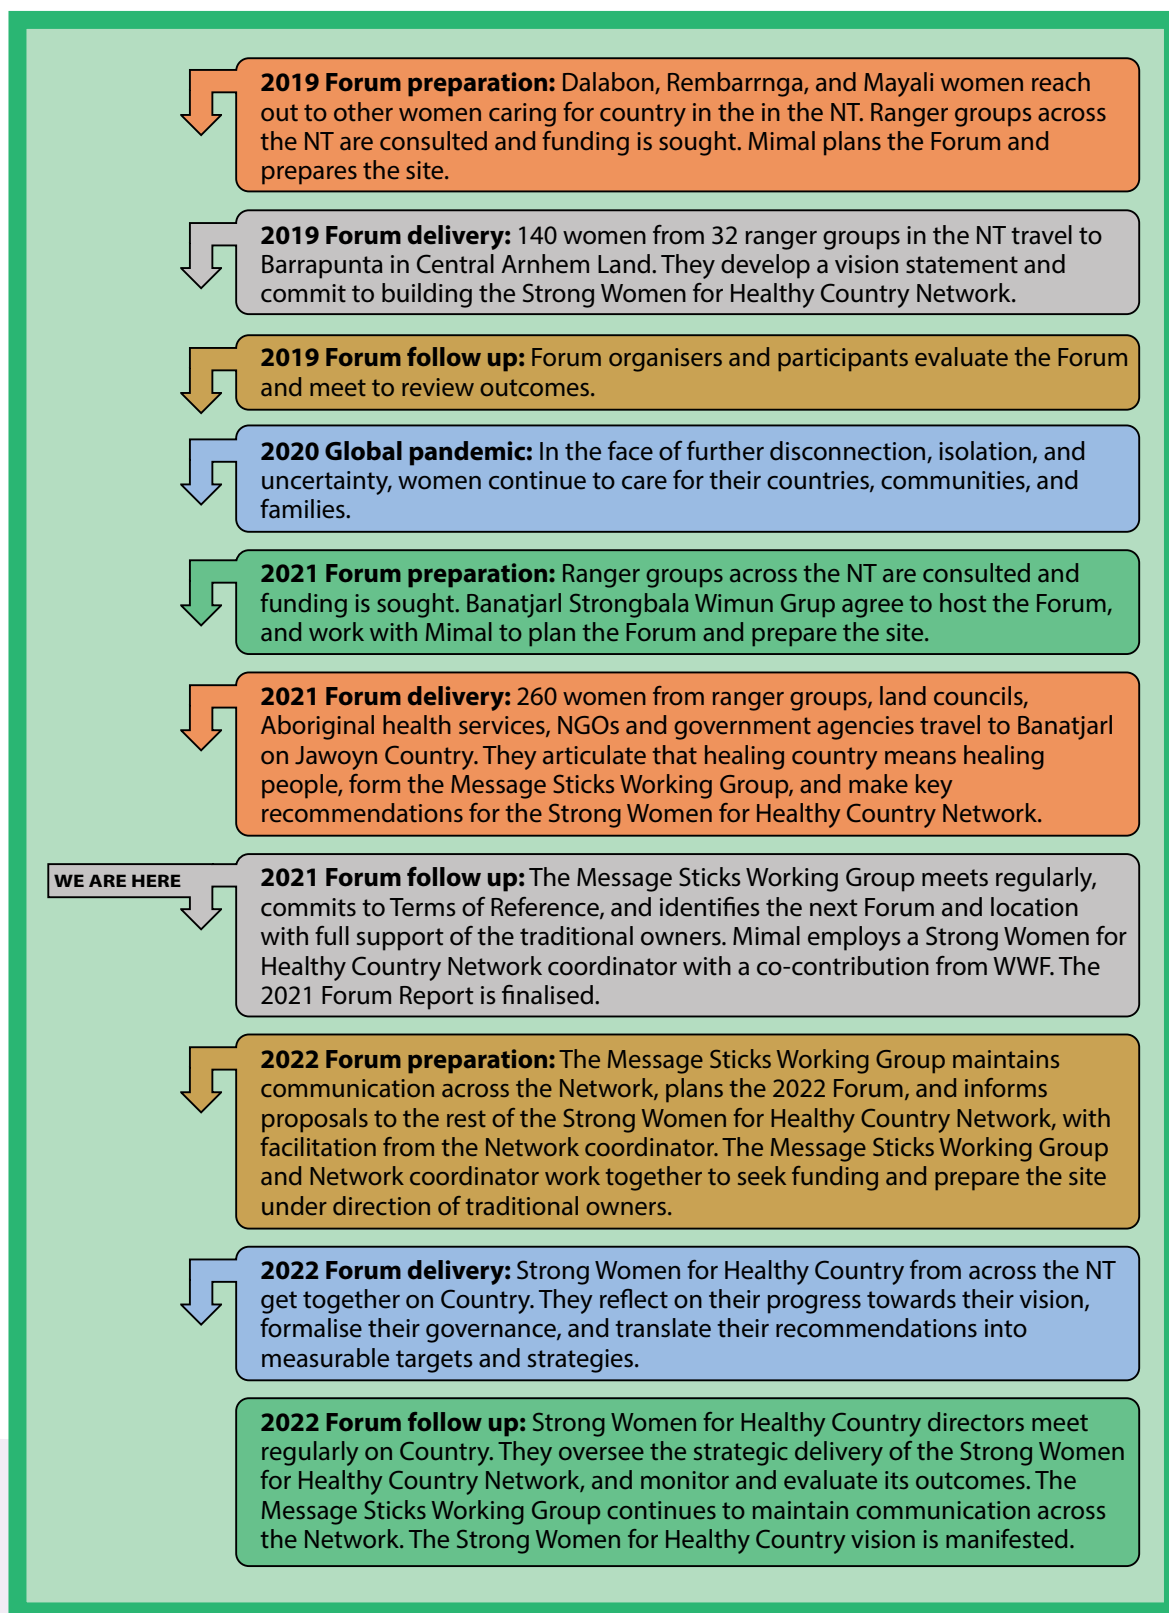 2019 Forum preparation: Dalabon, Rembarrnga, and Mayali women reach
out to other women caring for country in the in the NT. Ranger groups across
the NT are consulted and funding is sought. Mimal plans the Forum and
prepares the site.
2019 Forum delivery: 140 women from 32 ranger groups in the NT travel to
Barrapunta in Central Arnhem Land. They develop a vision statement and
commit to building the Strong Women for Healthy Country Network.
2019 Forum follow up: Forum organisers and participants evaluate the Forum
and meet to review outcomes.
2020 Global pandemic: In the face of further disconnection, isolation, and
uncertainty, women continue to care for their countries, communities, and
families.
2021 Forum preparation: Ranger groups across the NT are consulted and
funding is sought. Banatjarl Strongbala Wimun Grup agree to host the Forum,
and work with Mimal to plan the Forum and prepare the site.
2021 Forum delivery: 260 women from ranger groups, land councils,
Aboriginal health services, NGOs and government agencies travel to Banatjarl
on Jawoyn Country. They articulate that healing country means healing
people, form the Message Sticks Working Group, and make key
recommendations for the Strong Women for Healthy Country Network.
WE ARE HERE
2021 Forum follow up: The Message Sticks Working Group meets regularly,
commits to Terms of Reference, and identifies the next Forum and location
with full support of the traditional owners. Mimal employs a Strong Women for
Healthy Country Network coordinator with a co-contribution from WWF. The
2021 Forum Report is finalised.
2022 Forum preparation: The Message Sticks Working Group maintains
communication across the Network, plans the 2022 Forum, and informs
proposals to the rest of the Strong Women for Healthy Country Network, with
facilitation from the Network coordinator. The Message Sticks Working Group
and Network coordinator work together to seek funding and prepare the site
under direction of traditional owners.
2022 Forum delivery: Strong Women for Healthy Country from across the NT
get together on Country. They reflect on their progress towards their vision,
formalise their governance, and translate their recommendations into
measurable targets and strategies.
2022 Forum follow up: Strong Women for Healthy Country directors meet
regularly on Country. They oversee the strategic delivery of the Strong Women
for Healthy Country Network, and monitor and evaluate its outcomes. The
Message Sticks Working Group continues to maintain communication across
the Network. The Strong Women for Healthy Country vision is manifested.